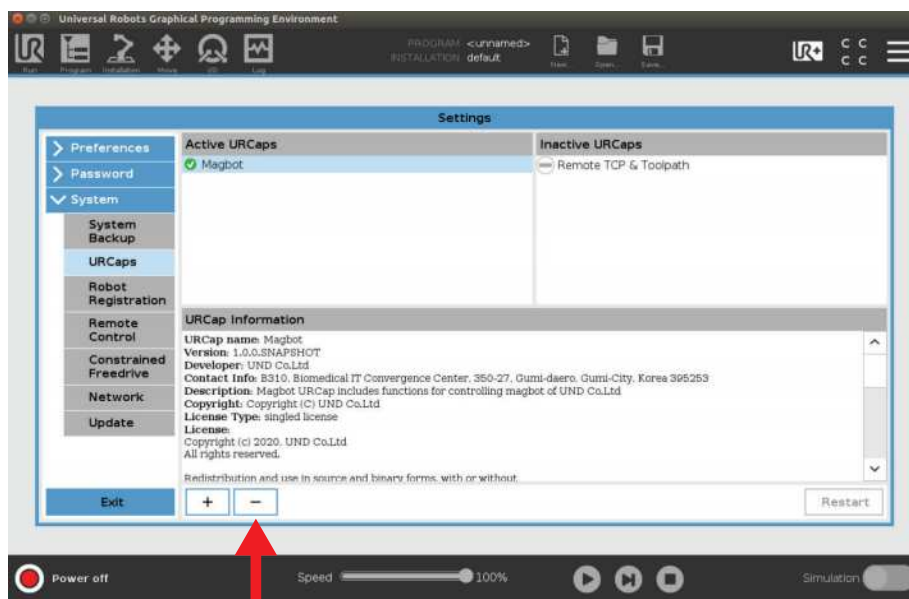 Universal Robots Graphical Programming Environment
PROGRAM <unnamed>
INSTALLATION default
UR
Run
Program
Installation
Move
I/O
Log
New...
Open...
Save...
UR+
C C
C C
Settings
Preferences
Password
System
System
Backup
URCaps
Robot
Registration
Remote
Control
Constrained
Freedrive
Network
Update
Exit
Active URCaps
Magbot
Inactive URCaps
Remote TCP & Toolpath
URCap Information
URCap name: Magbot
Version: 1.0.0.SNAPSHOT
Developer: UND Co.Ltd
Contact Info: B310, Biomedical IT Convergence Center, 350-27, Gumi-daero, Gumi-City, Korea 395253
Description: Magbot URCap includes functions for controlling magbot of UND Co.Ltd
Copyright: Copyright (C) UND Co.Ltd
License Type: singled license
License:
Copyright (c) 2020, UND Co.Ltd
All rights reserved.
Redistribution and use in source and binary forms, with or without
+ −
Restart
Power off
Speed
100%
Simulation